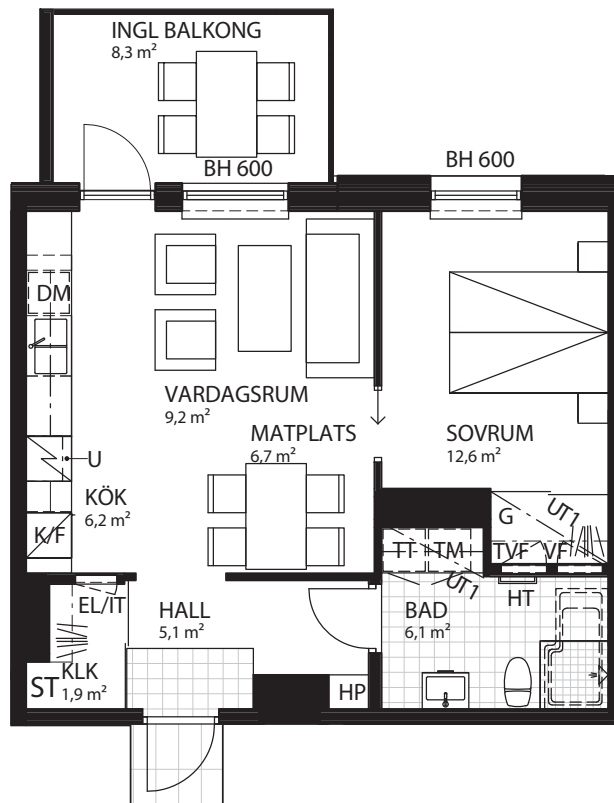 INGL BALKONG
8,3 m²
BH 600
BH 600
DM
VARDAGSRUM
9,2 m²
MATPLATS
6,7 m²
SOVRUM
12,6 m²
U
KÖK
6,2 m²
K/F
G
UT1
TT
TM
TVF
VF
UT1
EL/IT
HALL
5,1 m²
BAD
6,1 m²
HT
ST
KLK
1,9 m²
HP